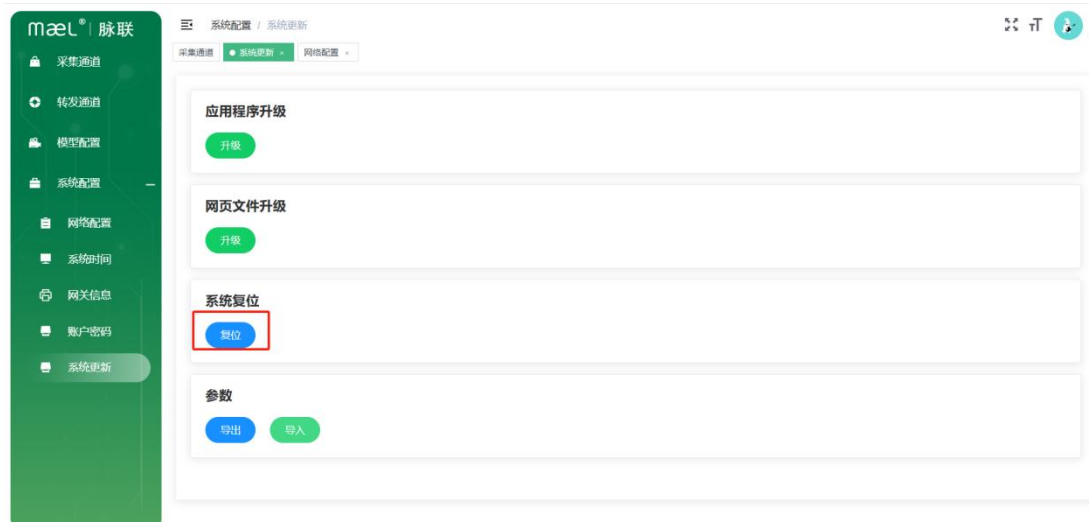 mæL®|脉联
采集通道
转发通道
模型配置
系统配置
网络配置
系统时间
网关信息
账户密码
系统更新
系统配置 / 系统更新
采集通道 系统更新 × 网络配置 ×
应用程序升级
升级
网页文件升级
升级
系统复位
复位
参数
导出 导入